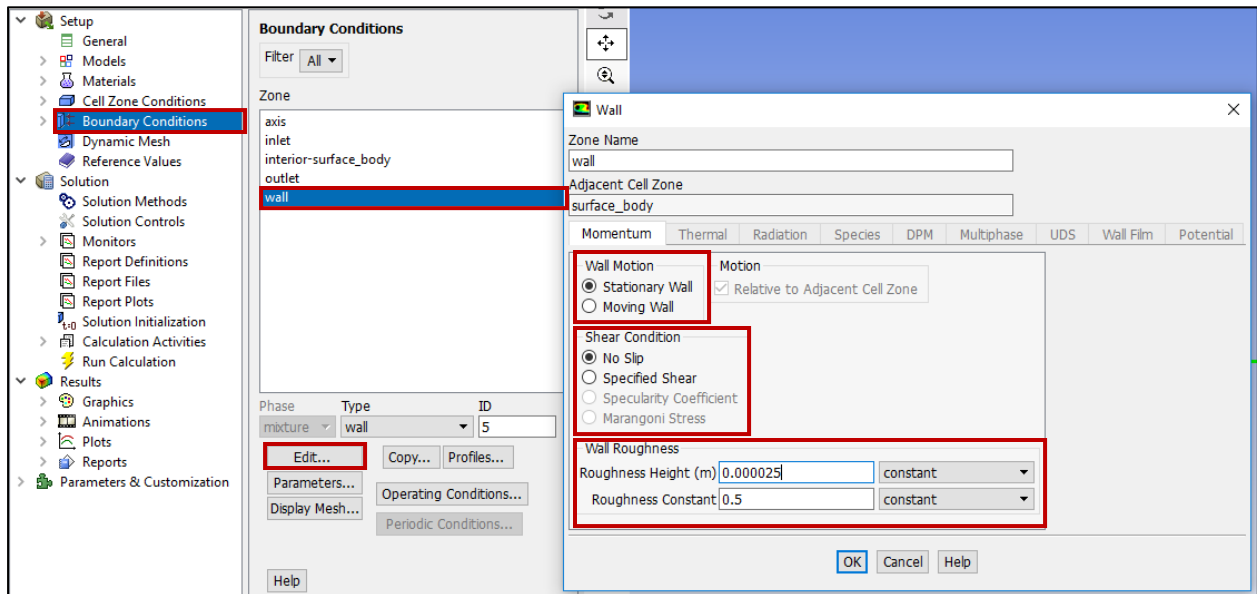 Setup
General
Models
Materials
Cell Zone Conditions
Boundary Conditions
Dynamic Mesh
Reference Values
Solution
Solution Methods
Solution Controls
Monitors
Report Definitions
Report Files
Report Plots
t=0 Solution Initialization
Calculation Activities
Run Calculation
Results
Graphics
Animations
Plots
Reports
Parameters & Customization
Boundary Conditions
Filter All
Zone
axis
inlet
interior-surface_body
outlet
wall
Phase Type ID
mixture wall 5
Edit... Copy... Profiles...
Parameters... Operating Conditions...
Display Mesh... Periodic Conditions...
Help
Wall
Zone Name
wall
Adjacent Cell Zone
surface_body
Momentum Thermal Radiation Species DPM Multiphase UDS Wall Film Potential
Wall Motion Motion
Stationary Wall Relative to Adjacent Cell Zone
Moving Wall
Shear Condition
No Slip
Specified Shear
Specularity Coefficient
Marangoni Stress
Wall Roughness
Roughness Height (m) 0.000025 constant
Roughness Constant 0.5 constant
OK Cancel Help